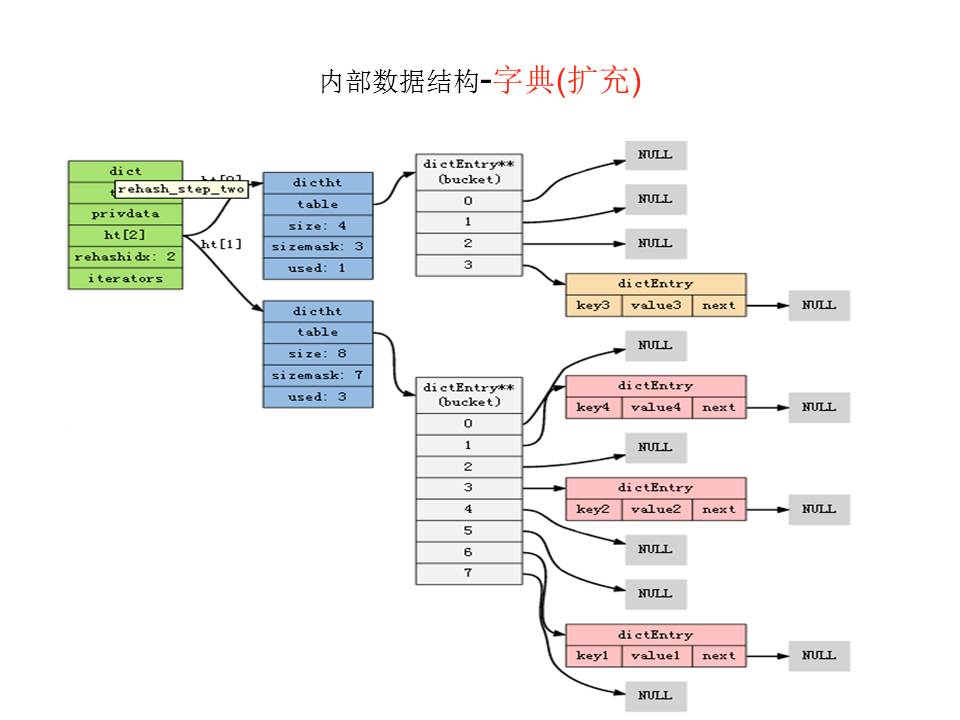 内部数据结构-字典(扩充)
dict
rehash_step_two
privdata
ht[2]
rehashidx: 2
iterators
ht[1]
dictht
table
size: 4
sizemask: 3
used: 1
dictht
table
size: 8
sizemask: 7
used: 3
dictEntry**
(bucket)
0
1
2
3
NULL
NULL
NULL
dictEntry
key3 value3 next
NULL
dictEntry**
(bucket)
0
1
2
3
4
5
6
7
NULL
dictEntry
key4 value4 next
NULL
NULL
dictEntry
key2 value2 next
NULL
NULL
NULL
dictEntry
key1 value1 next
NULL
NULL